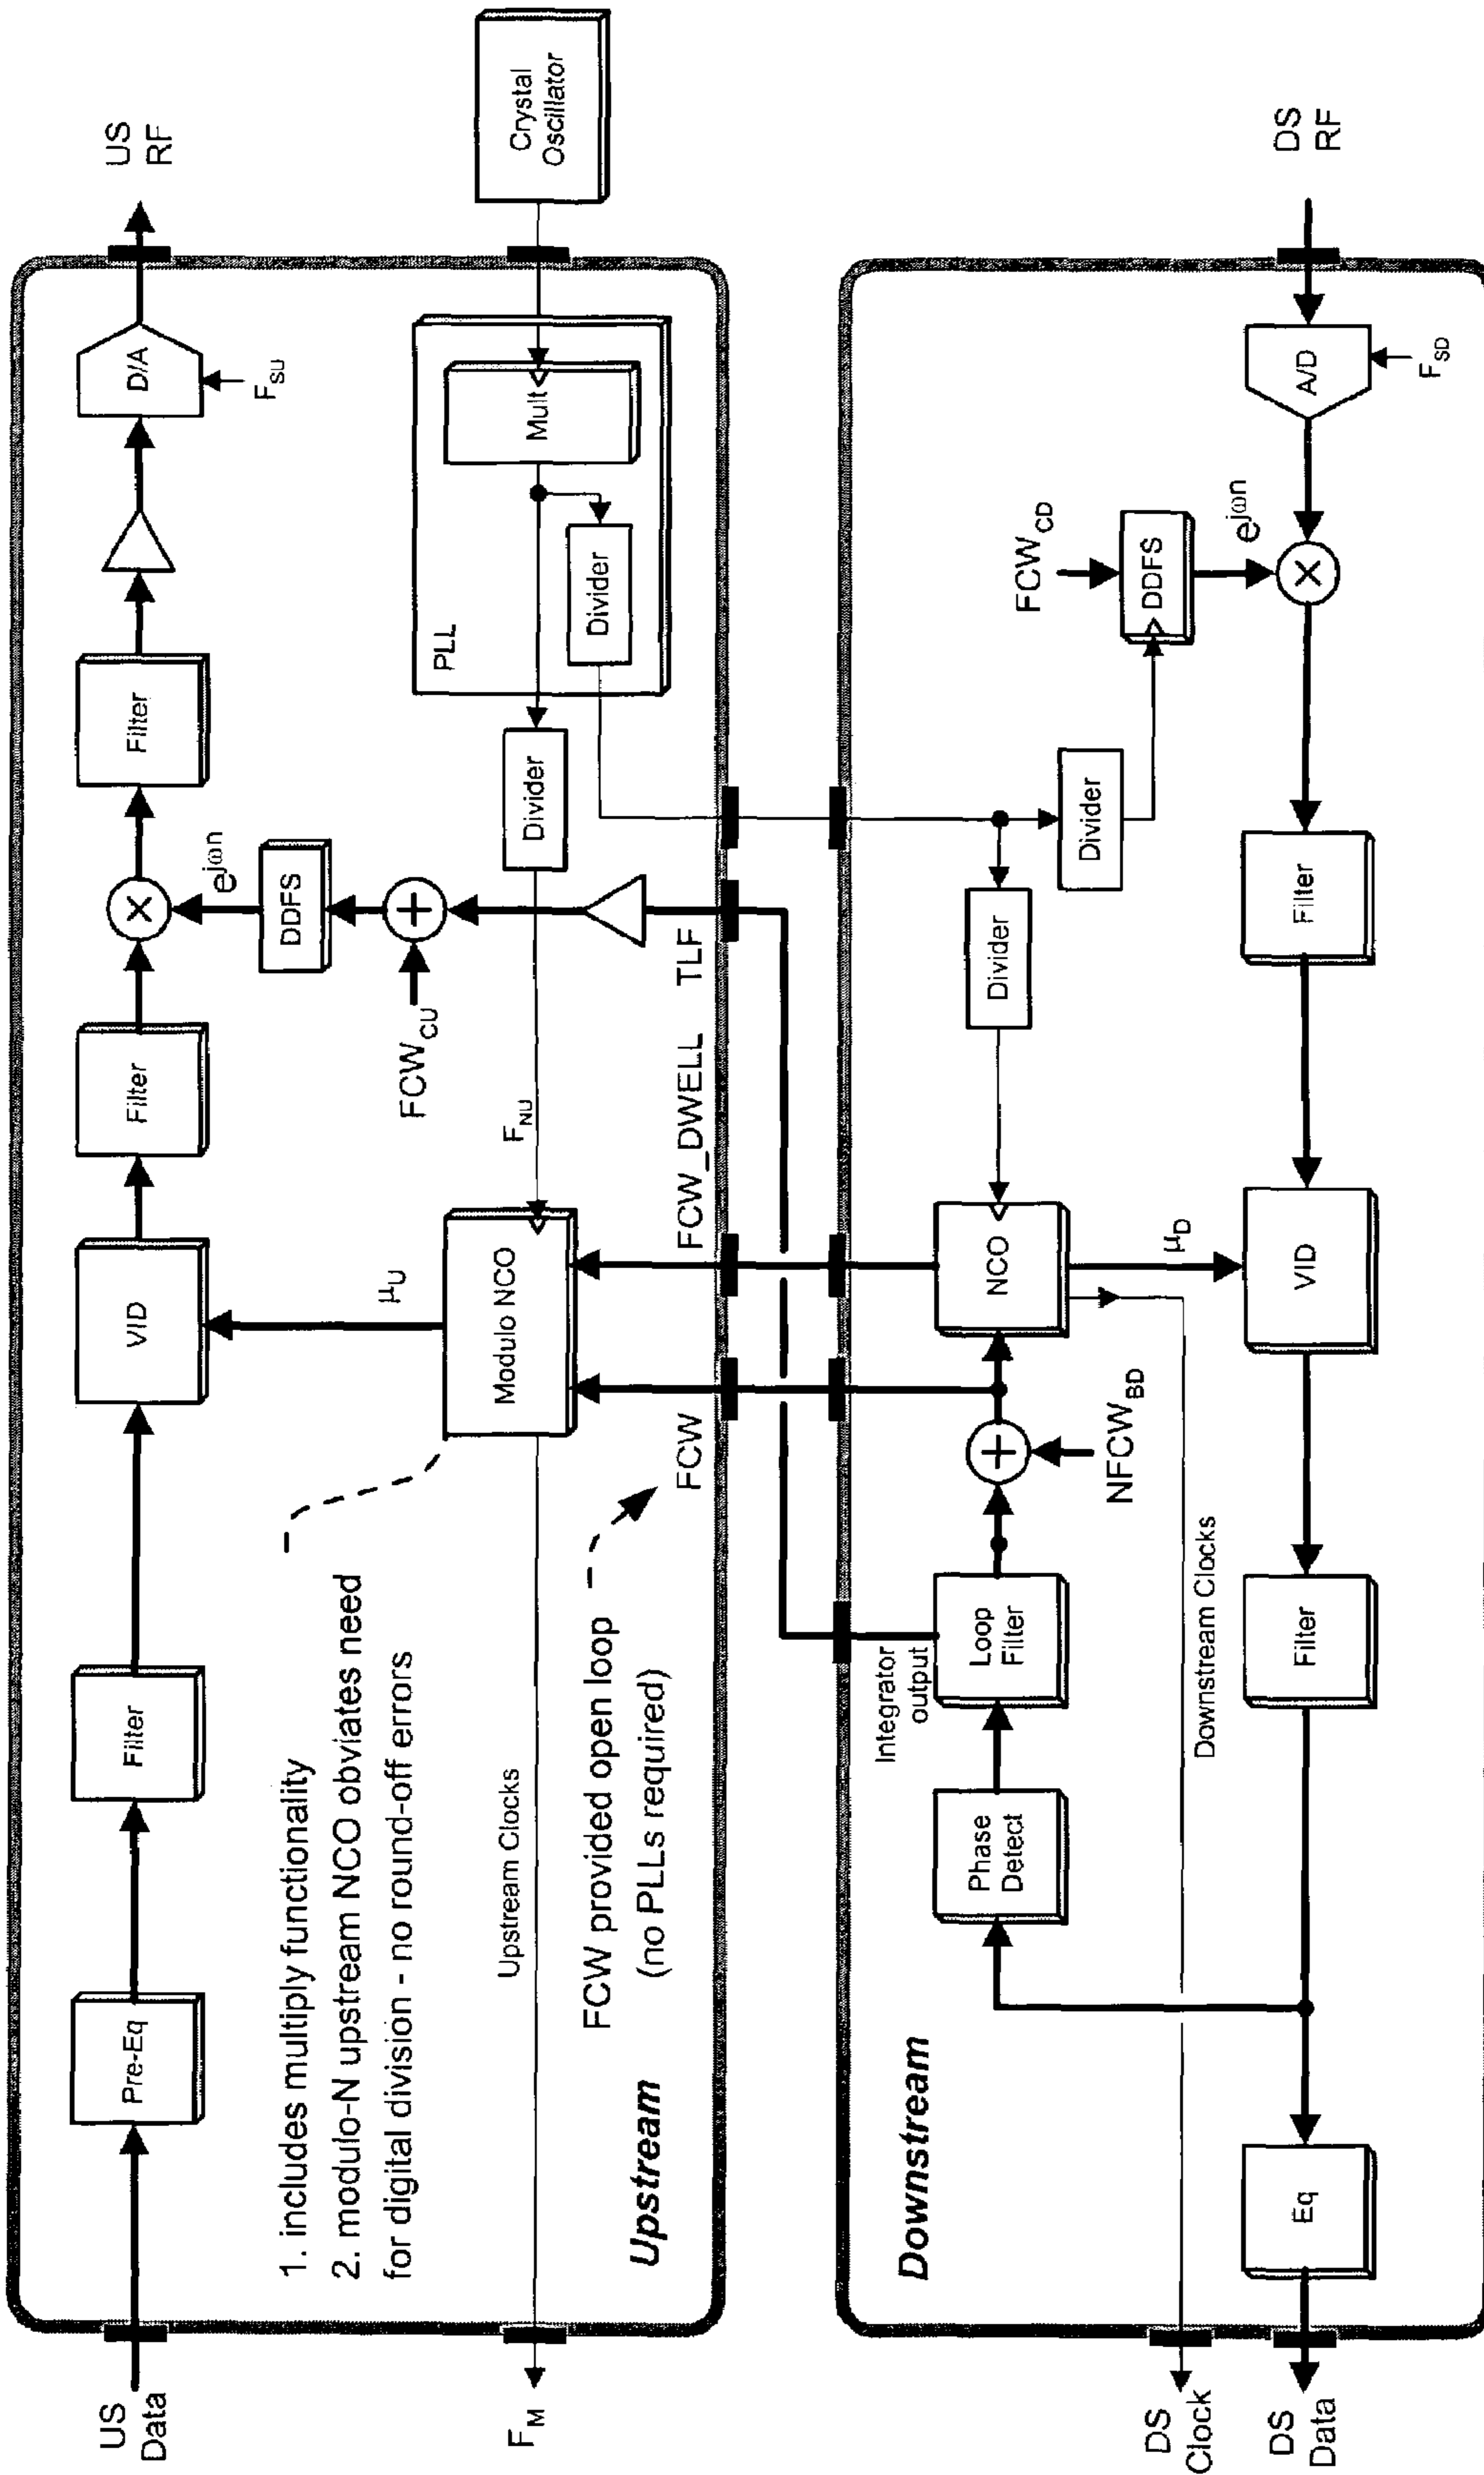 US
Data
Pre-Eq
Filter
VID
Filter
Filter
D/A
US
RF
F_SU
e^jωn
DDFS
FCW_CU
μ_U
1. includes multiply functionality
2. modulo-N upstream NCO obviates need
for digital division - no round-off errors
F_M
Upstream Clocks
Modulo NCO
F_NU
Divider
PLL
Divider
Mult
Crystal
Oscillator
FCW provided open loop
(no PLLs required)
FCW
FCW_DWELL
TLF
Upstream
Downstream
Integrator
output
Phase
Detect
Loop
Filter
NFCW_BD
NCO
Divider
Divider
FCW_CD
DDFS
e^jωn
μ_D
Downstream Clocks
DS
Clock
DS
Data
Eq
Filter
VID
Filter
A/D
F_SD
DS
RF